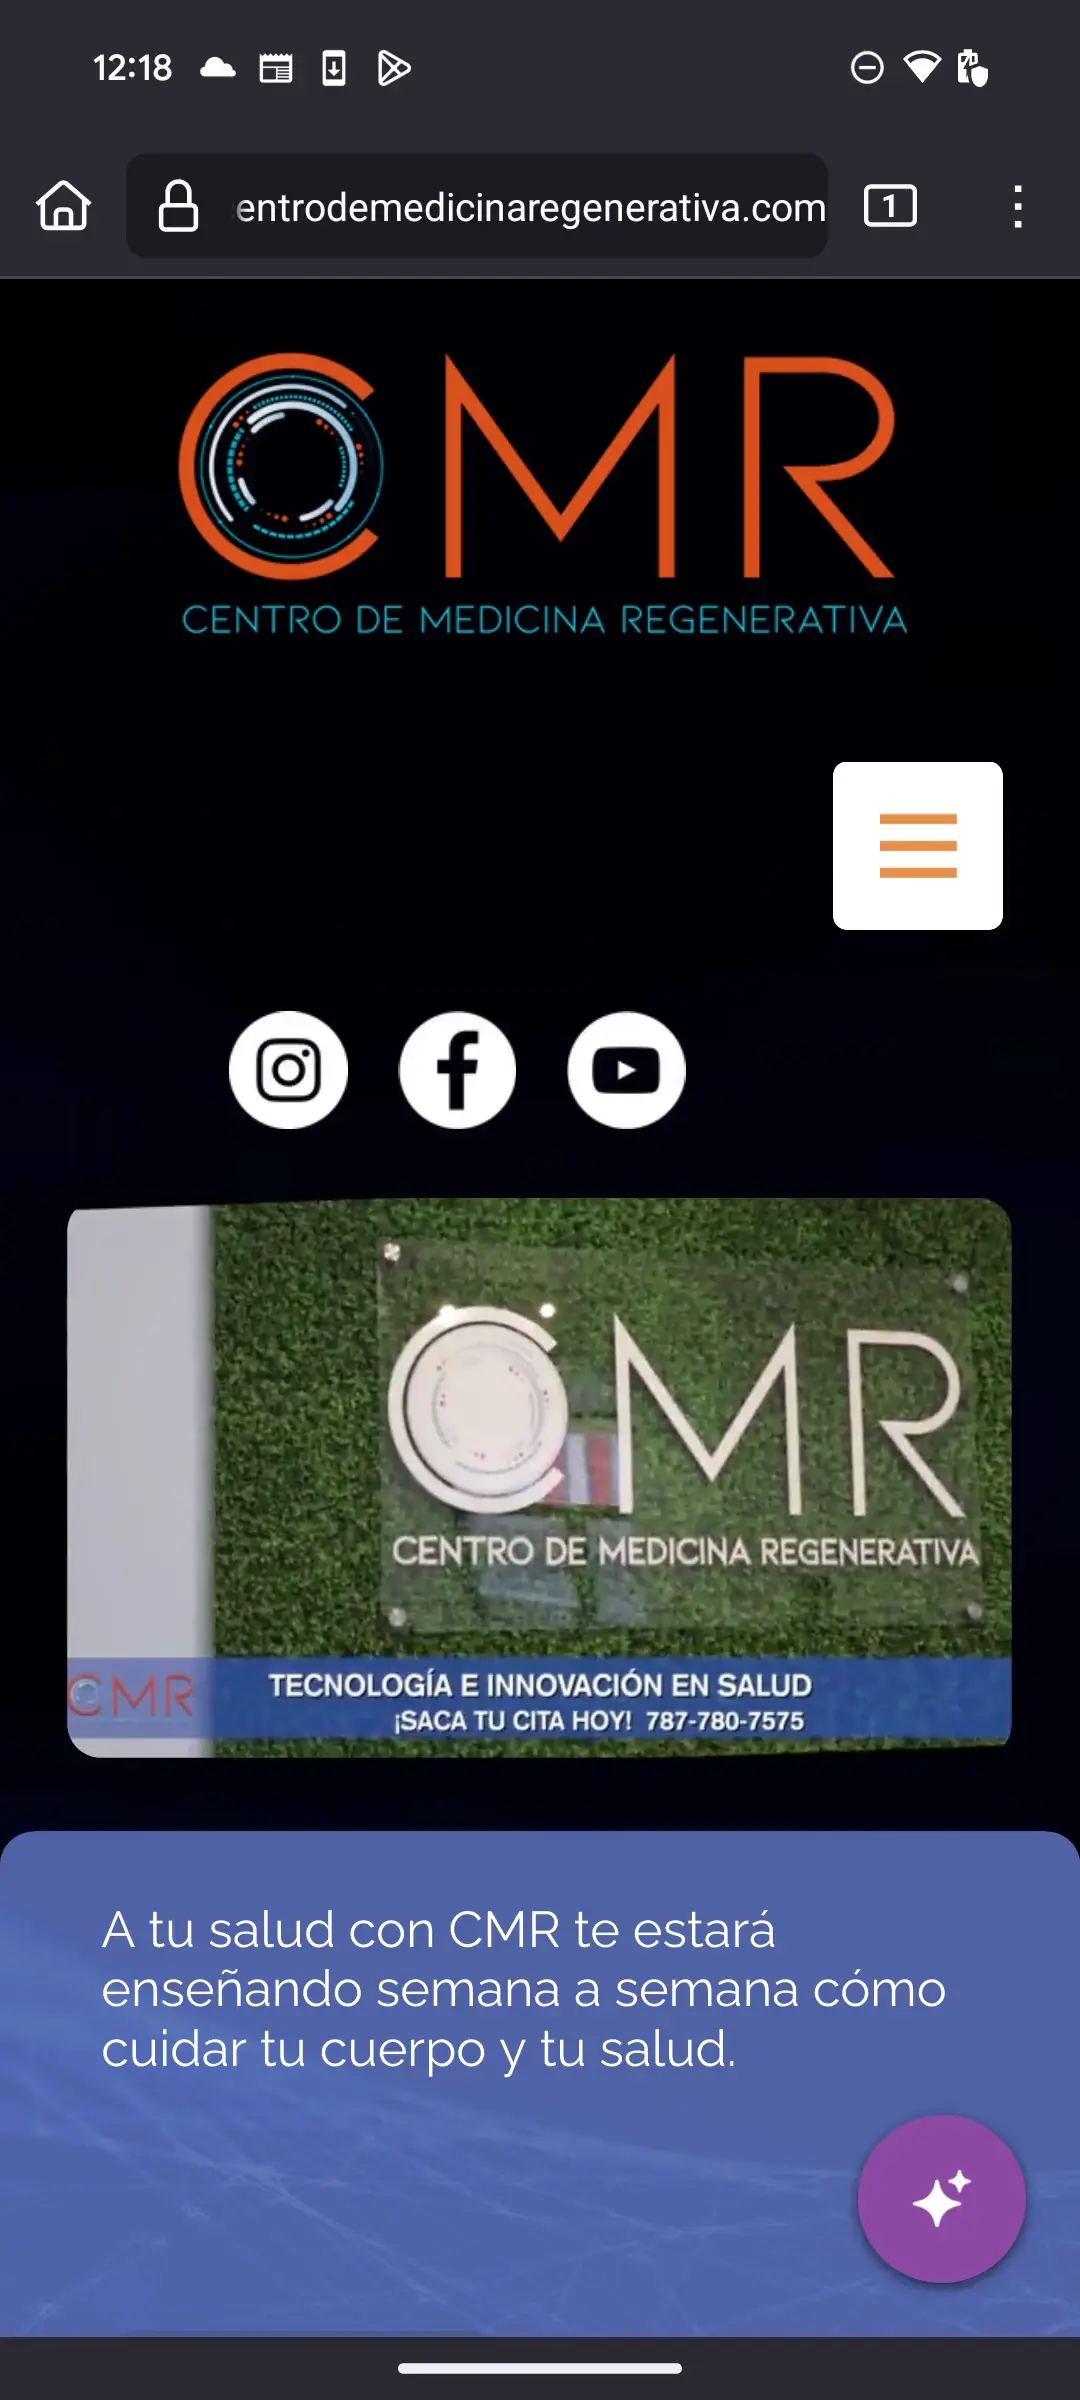 12:18
entrodemedicinaregenerativa.com
1
CMR
CENTRO DE MEDICINA REGENERATIVA
CMR
CENTRO DE MEDICINA REGENERATIVA
CMR
TECNOLOGÍA E INNOVACIÓN EN SALUD
¡SACA TU CITA HOY! 787-780-7575
A tu salud con CMR te estará
enseñando semana a semana cómo
cuidar tu cuerpo y tu salud.